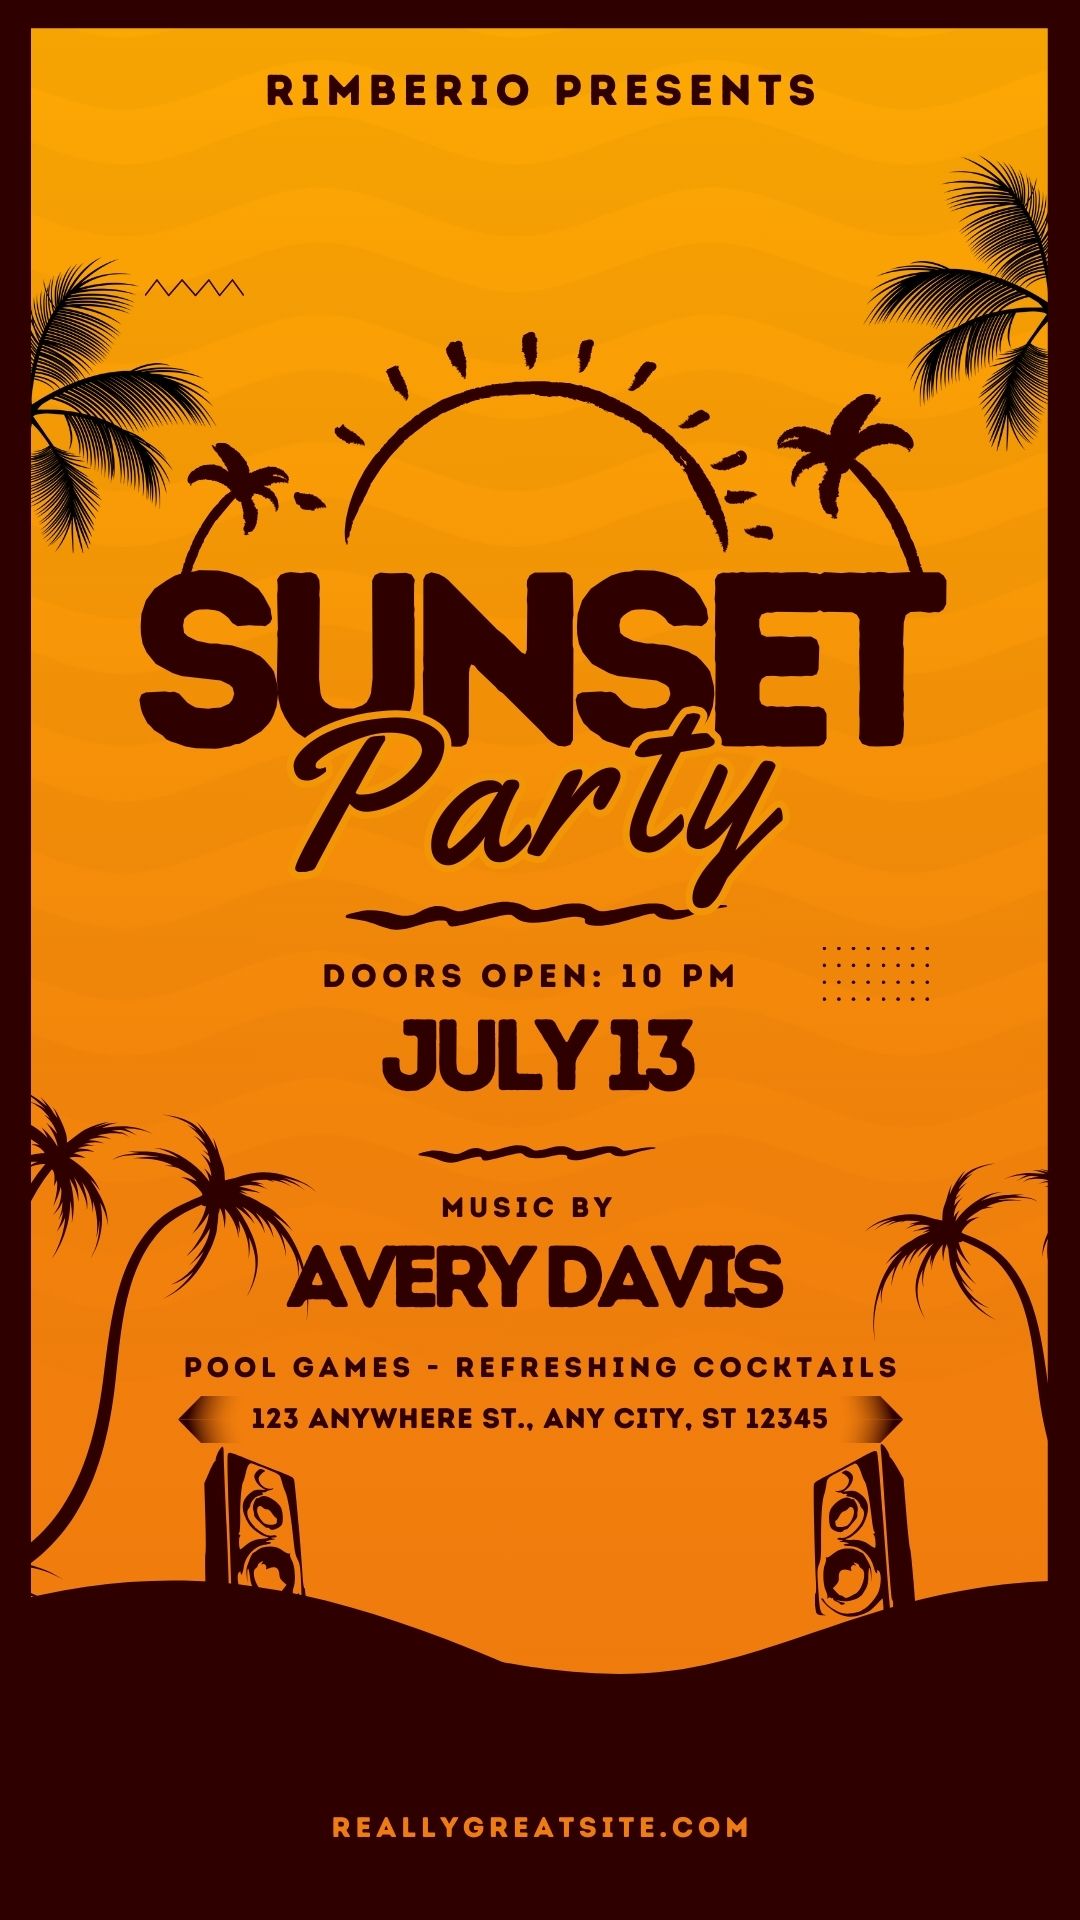 RIMBERIO PRESENTS
SUNSET
Party
DOORS OPEN: 10 PM
JULY 13
MUSIC BY
AVERY DAVIS
POOL GAMES - REFRESHING COCKTAILS
123 ANYWHERE ST., ANY CITY, ST 12345
REALLYGREATSITE.COM